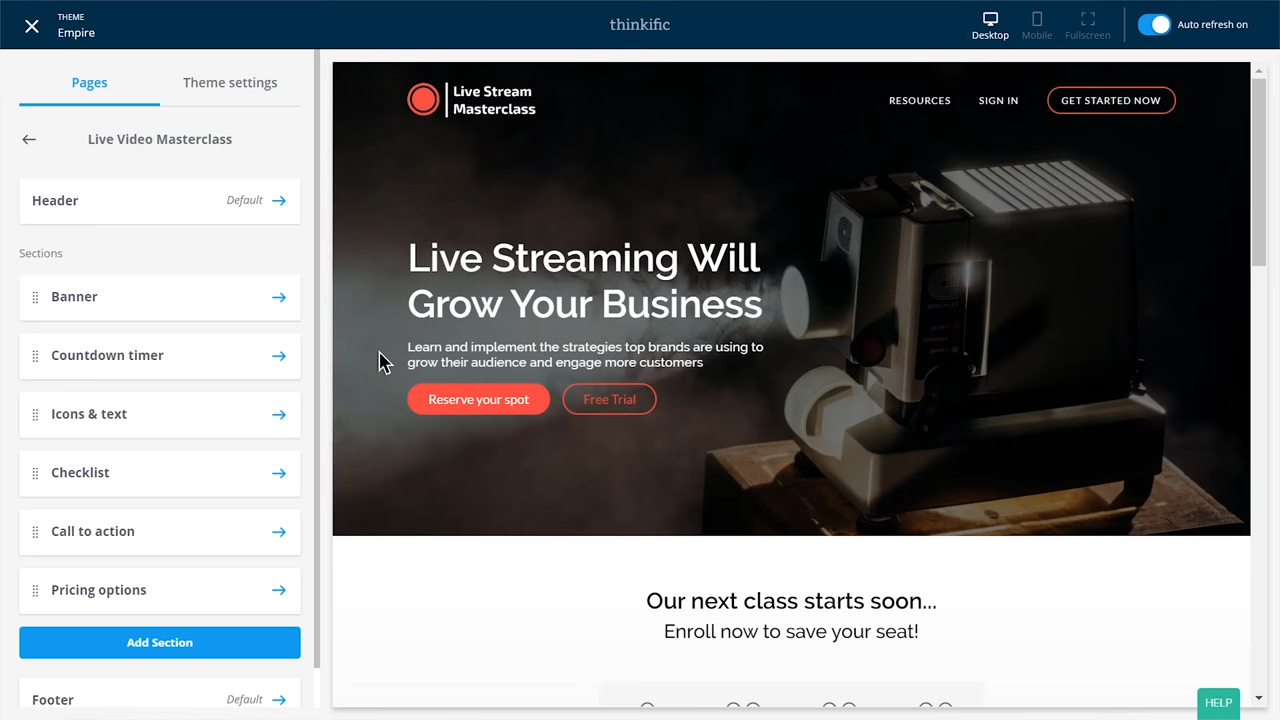 THEME
Empire
thinkific
Desktop
Mobile
Fullscreen
Auto refresh on
Pages
Theme settings
Live Video Masterclass
Header
Default
Sections
Banner
Countdown timer
Icons & text
Checklist
Call to action
Pricing options
Add Section
Footer
Default
Live Stream
Masterclass
RESOURCES
SIGN IN
GET STARTED NOW
Live Streaming Will
Grow Your Business
Learn and implement the strategies top brands are using to
grow their audience and engage more customers
Reserve your spot
Free Trial
Our next class starts soon...
Enroll now to save your seat!
HELP